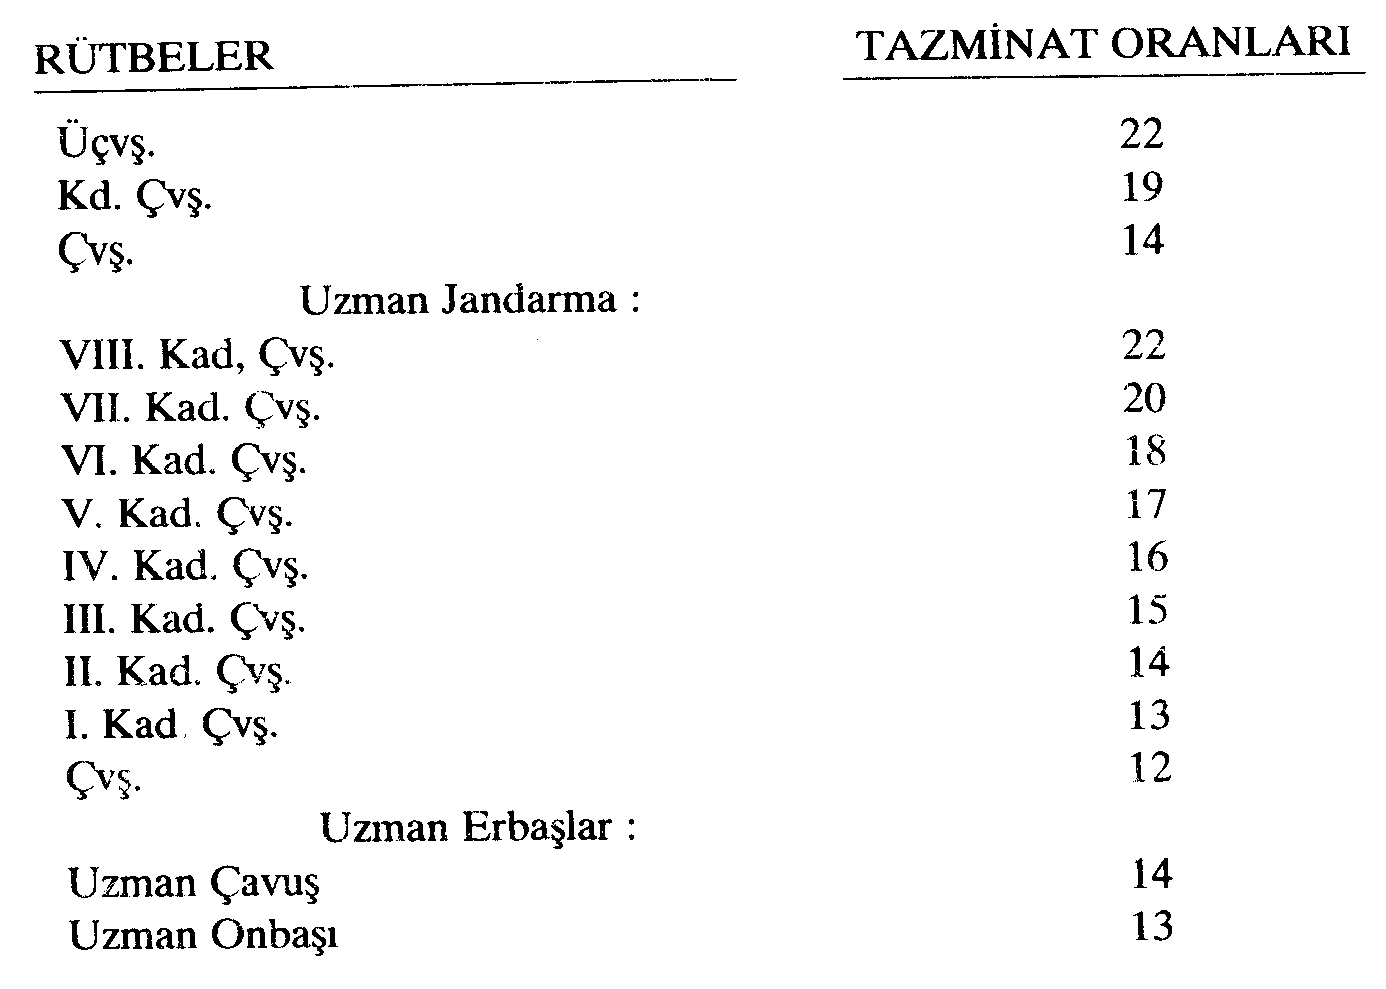 RÜTBELER TAZMİNAT ORANLARI
Üçvş. 22
Kd. Çvş. 19
Çvş. 14
Uzman Jandarma :
VIII. Kad, Çvş. 22
VII. Kad. Çvş. 20
VI. Kad. Çvş. 18
V. Kad. Çvş. 17
IV. Kad. Çvş. 16
III. Kad. Çvş. 15
II. Kad. Çvş. 14
I. Kad. Çvş. 13
Çvş. 12
Uzman Erbaşlar :
Uzman Çavuş 14
Uzman Onbaşı 13